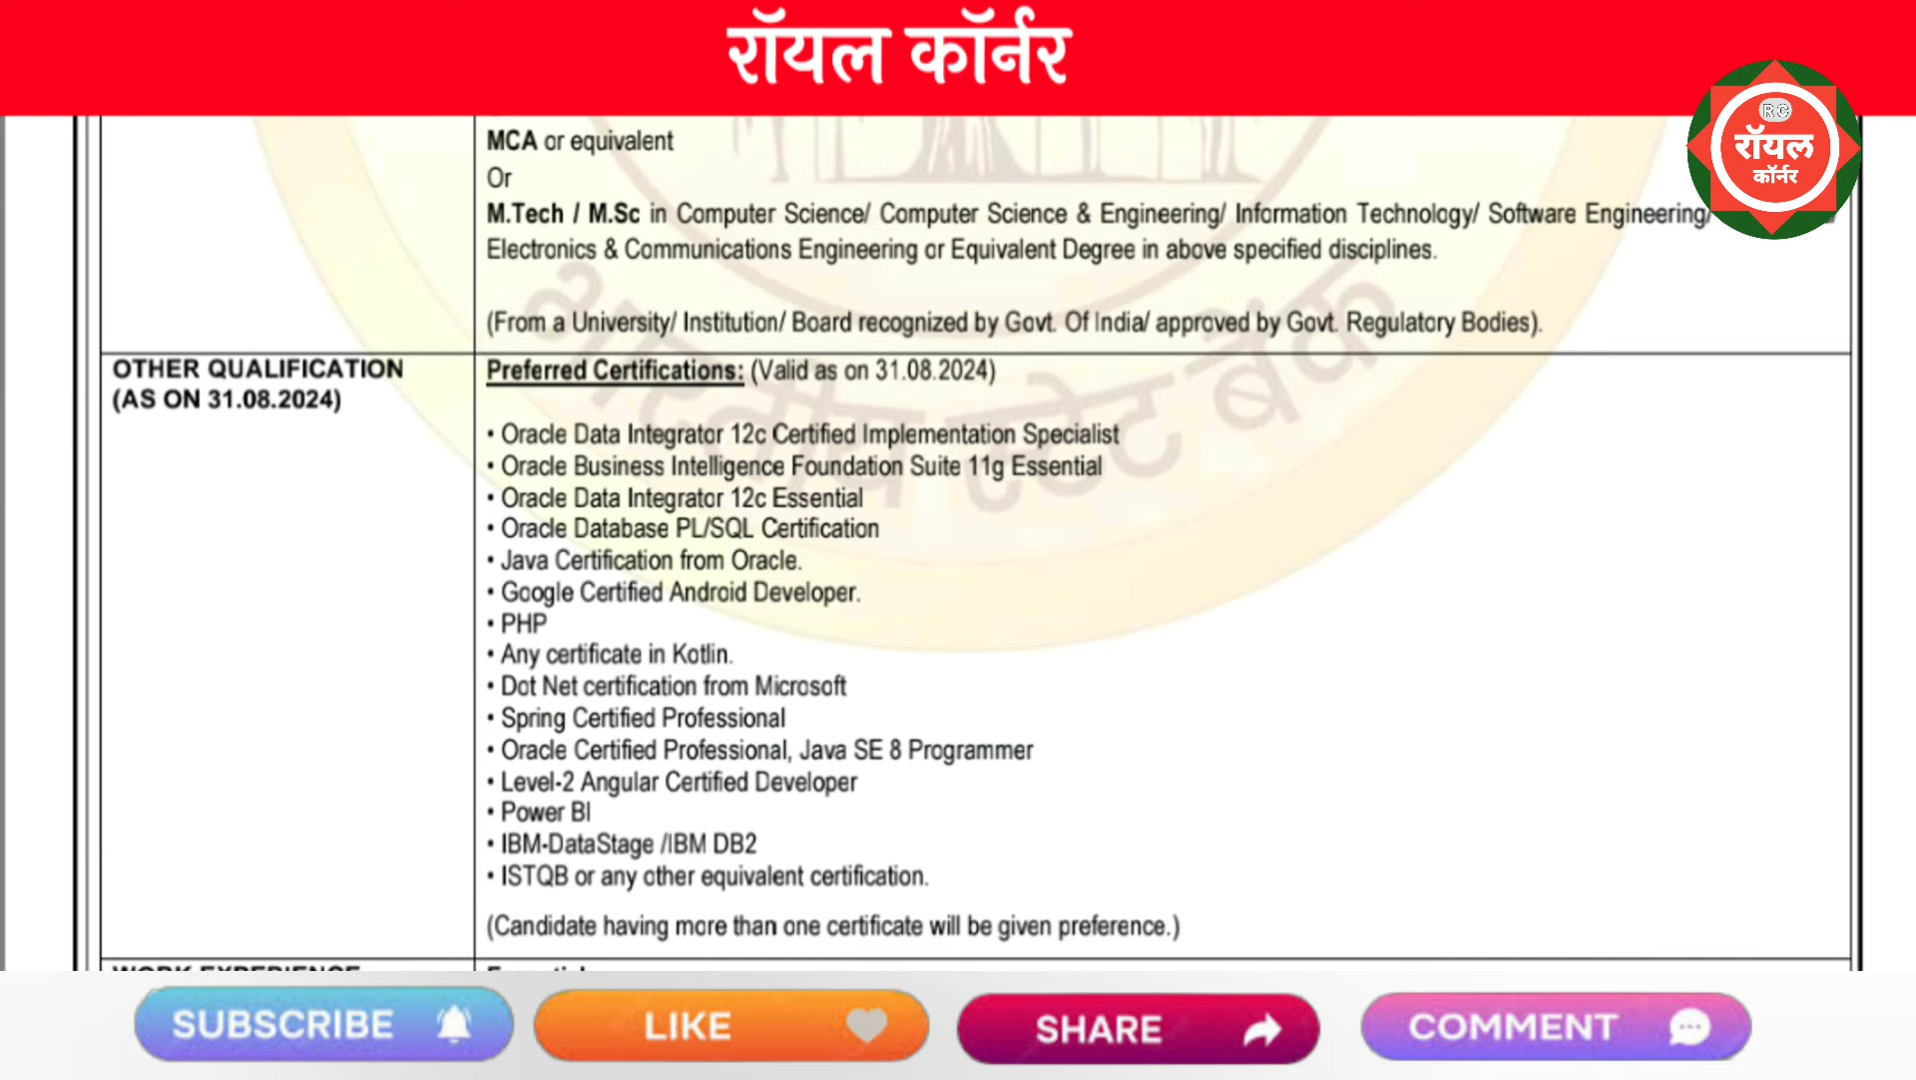 रॉयल कॉर्नर
RC
रॉयल
कॉर्नर
MCA or equivalent
Or
M.Tech / M.Sc in Computer Science/ Computer Science & Engineering/ Information Technology/ Software Engineering/
Electronics & Communications Engineering or Equivalent Degree in above specified disciplines.
(From a University/ Institution/ Board recognized by Govt. Of India/ approved by Govt. Regulatory Bodies).
OTHER QUALIFICATION
(AS ON 31.08.2024)
Preferred Certifications: (Valid as on 31.08.2024)
• Oracle Data Integrator 12c Certified Implementation Specialist
• Oracle Business Intelligence Foundation Suite 11g Essential
• Oracle Data Integrator 12c Essential
• Oracle Database PL/SQL Certification
• Java Certification from Oracle.
• Google Certified Android Developer.
• PHP
• Any certificate in Kotlin.
• Dot Net certification from Microsoft
• Spring Certified Professional
• Oracle Certified Professional, Java SE 8 Programmer
• Level-2 Angular Certified Developer
• Power BI
• IBM-DataStage /IBM DB2
• ISTQB or any other equivalent certification.
(Candidate having more than one certificate will be given preference.)
भारतीय स्टेट बैंक
WORK EXPERIENCE
SUBSCRIBE
LIKE
SHARE
COMMENT